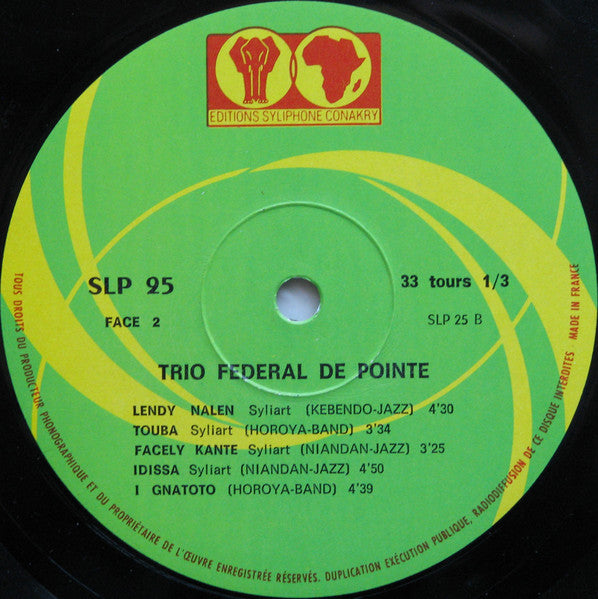 EDITIONS SYLIPHONE CONAKRY
SLP 25
33 tours 1/3
FACE 2
SLP 25 B
TRIO FEDERAL DE POINTE
LENDY NALEN Syliart (KEBENDO-JAZZ) 4'30
TOUBA Syliart (HOROYA-BAND) 3'34
FACELY KANTE Syliart (NIANDAN-JAZZ) 3'25
IDISSA Syliart (NIANDAN-JAZZ) 4'50
I GNATOTO (HOROYA-BAND) 4'39
TOUS DROITS DU PRODUCTEUR PHONOGRAPHIQUE ET DU PROPRIETAIRE DE L'ŒUVRE ENREGISTRÉE RÉSERVÉS. DUPLICATION EXÉCUTION PUBLIQUE, RADIODIFFUSION DE CE DISQUE INTERDITES - MADE IN FRANCE